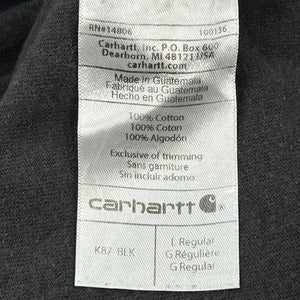 RN#14806 100136
Carhartt, Inc. P.O. Box 600
Dearborn, MI 48121 USA
carhartt.com
Made in Guatemala
Fabriqué au Guatemala
Hecho en Guatemala
100% Cotton
100% Coton
100% Algodón
Exclusive of trimming
Sans garniture
Sin incluir adorno
carhartt ®
K87 BLK
L Regular
G Régulière
G Regular